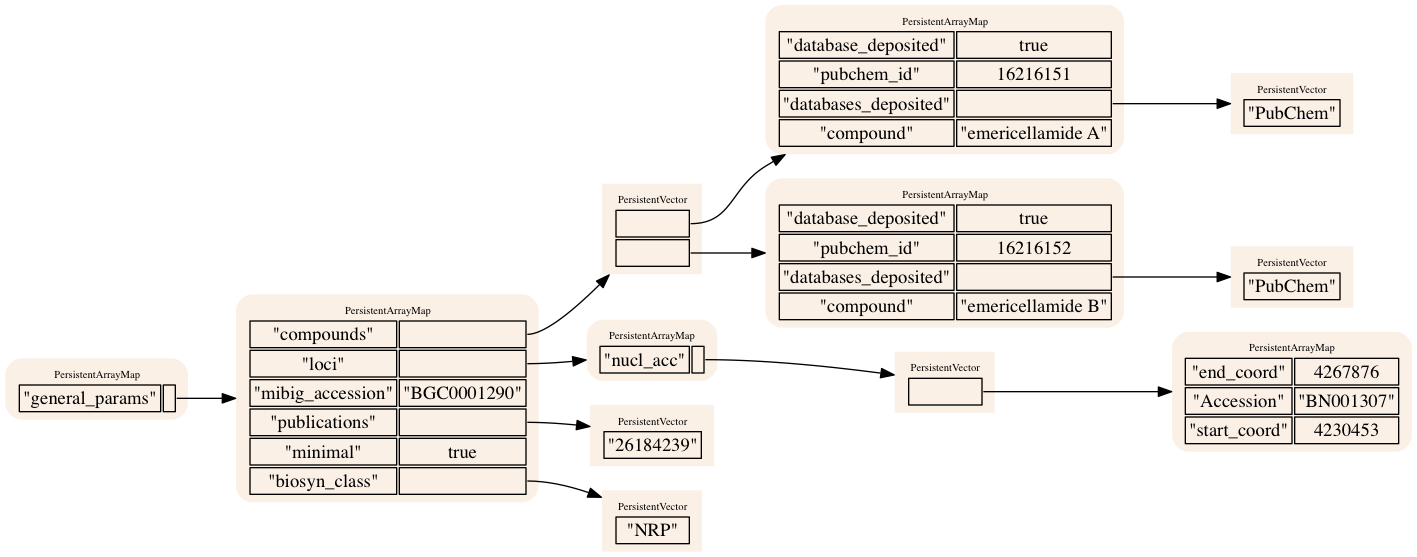 PersistentArrayMap
"general_params"
PersistentArrayMap
"compounds"
"loci"
"mibig_accession" "BGC0001290"
"publications"
"minimal" true
"biosyn_class"
PersistentVector
PersistentArrayMap
"database_deposited" true
"pubchem_id" 16216151
"databases_deposited"
"compound" "emericellamide A"
PersistentVector
"PubChem"
PersistentArrayMap
"database_deposited" true
"pubchem_id" 16216152
"databases_deposited"
"compound" "emericellamide B"
PersistentVector
"PubChem"
PersistentArrayMap
"nucl_acc"
PersistentVector
PersistentArrayMap
"end_coord" 4267876
"Accession" "BN001307"
"start_coord" 4230453
PersistentVector
"26184239"
PersistentVector
"NRP"